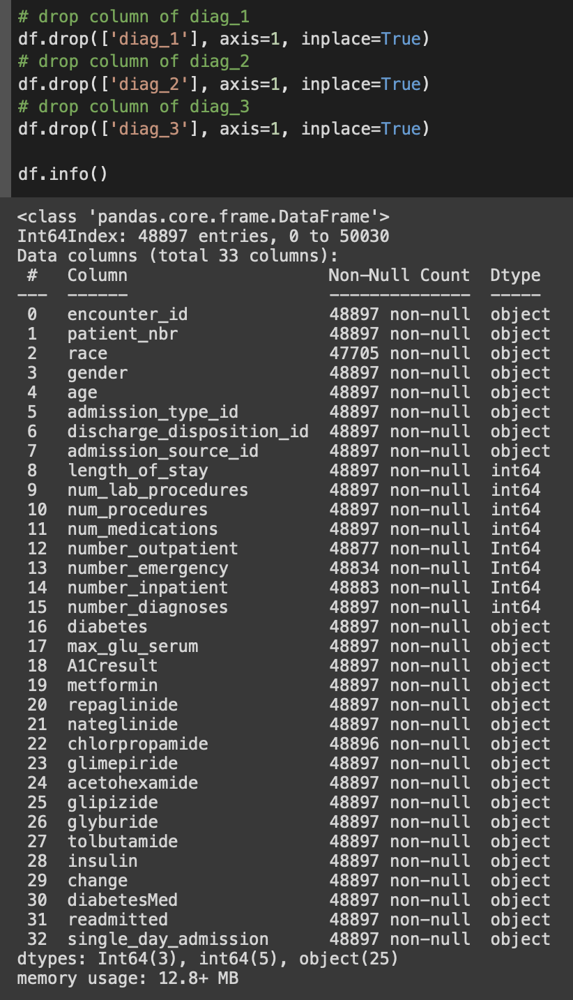 # drop column of diag_1
df.drop(['diag_1'], axis=1, inplace=True)
# drop column of diag_2
df.drop(['diag_2'], axis=1, inplace=True)
# drop column of diag_3
df.drop(['diag_3'], axis=1, inplace=True)
df.info()
<class 'pandas.core.frame.DataFrame'>
Int64Index: 48897 entries, 0 to 50030
Data columns (total 33 columns):
 #   Column                    Non-Null Count  Dtype
---  ------                    --------------  -----
 0   encounter_id              48897 non-null  object
 1   patient_nbr               48897 non-null  object
 2   race                      47705 non-null  object
 3   gender                    48897 non-null  object
 4   age                       48897 non-null  object
 5   admission_type_id         48897 non-null  object
 6   discharge_disposition_id  48897 non-null  object
 7   admission_source_id       48897 non-null  object
 8   length_of_stay            48897 non-null  int64
 9   num_lab_procedures        48897 non-null  int64
 10  num_procedures            48897 non-null  int64
 11  num_medications           48897 non-null  int64
 12  number_outpatient         48877 non-null  Int64
 13  number_emergency          48834 non-null  Int64
 14  number_inpatient          48883 non-null  Int64
 15  number_diagnoses          48897 non-null  int64
 16  diabetes                  48897 non-null  object
 17  max_glu_serum             48897 non-null  object
 18  A1Cresult                 48897 non-null  object
 19  metformin                 48897 non-null  object
 20  repaglinide               48897 non-null  object
 21  nateglinide               48897 non-null  object
 22  chlorpropamide            48896 non-null  object
 23  glimepiride               48897 non-null  object
 24  acetohexamide             48897 non-null  object
 25  glipizide                 48897 non-null  object
 26  glyburide                 48897 non-null  object
 27  tolbutamide               48897 non-null  object
 28  insulin                   48897 non-null  object
 29  change                    48897 non-null  object
 30  diabetesMed               48897 non-null  object
 31  readmitted                48897 non-null  object
 32  single_day_admission      48897 non-null  object
dtypes: Int64(3), int64(5), object(25)
memory usage: 12.8+ MB